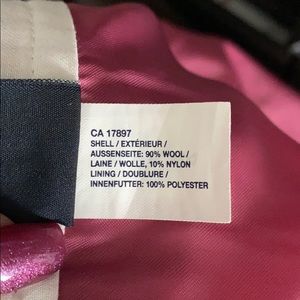 CA 17897
SHELL / EXTÉRIEUR /
AUSSENSEITE: 90% WOOL /
LAINE / WOLLE, 10% NYLON
LINING / DOUBLURE /
INNENFUTTER: 100% POLYESTER